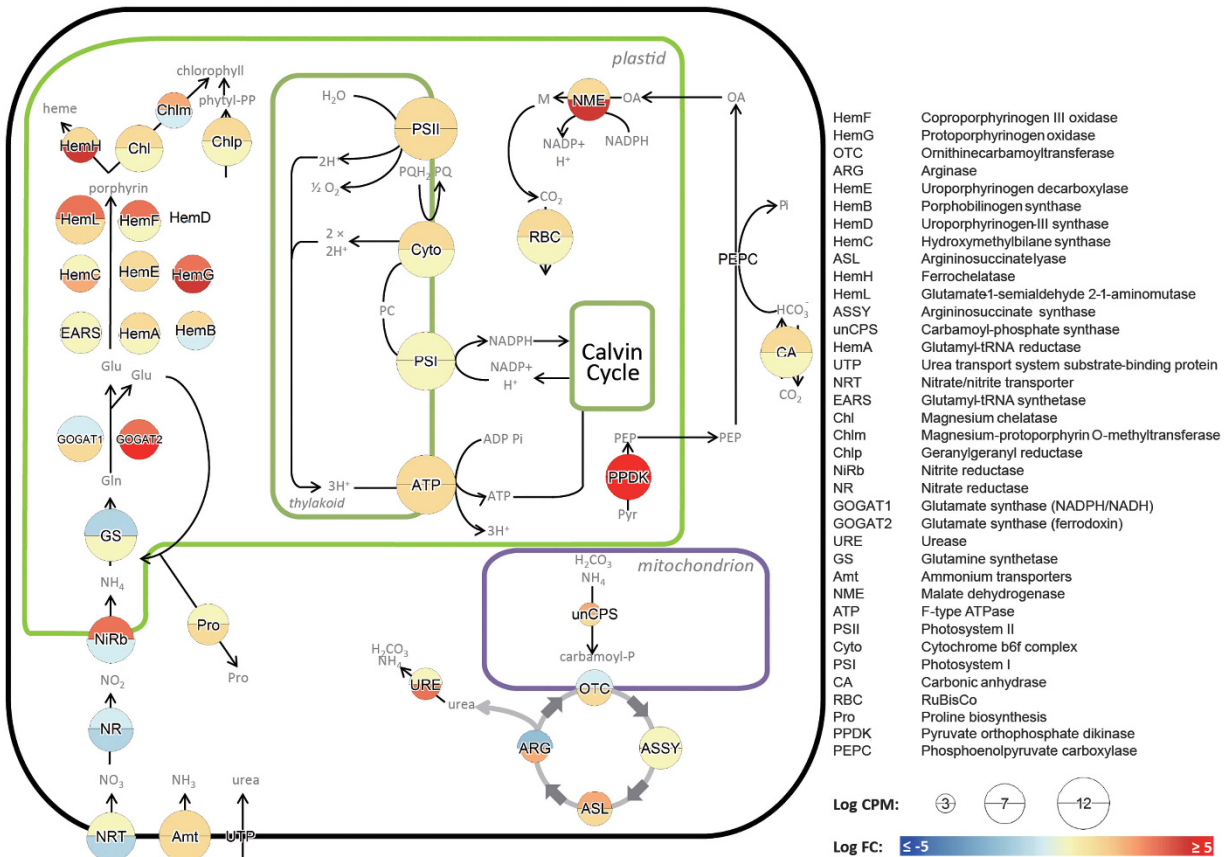 plastid
chlorophyll
phytyl-PP
heme
Chlm
HemH
Chl
Chlp
porphyrin
HemL
HemF
HemD
HemC
HemE
HemG
EARS
HemA
HemB
Glu
Glu
GOGAT1
GOGAT2
Gln
GS
NH4
NiRb
Pro
Pro
NO2
NR
NO3
NH3
urea
NRT
Amt
UTP
H2O
PSII
2H+
½ O2
PQH2
PQ
2 ×
2H+
Cyto
PC
PSI
NADPH
NADP+
H+
Calvin
Cycle
ADP Pi
ATP
ATP
3H+
3H+
thylakoid
M
NME
OA
OA
NADP+
H+
NADPH
CO2
RBC
Pi
PEPC
HCO3-
CA
CO2
PEP
PEP
PPDK
Pyr
mitochondrion
H2CO3
NH4
unCPS
carbamoyl-P
OTC
H2CO3
NH4
URE
urea
ARG
ASSY
ASL
HemF Coproporphyrinogen III oxidase
HemG Protoporphyrinogen oxidase
OTC Ornithinecarbamoyltransferase
ARG Arginase
HemE Uroporphyrinogen decarboxylase
HemB Porphobilinogen synthase
HemD Uroporphyrinogen-III synthase
HemC Hydroxymethylbilane synthase
ASL Argininosuccinate lyase
HemH Ferrochelatase
HemL Glutamate-1-semialdehyde 2-1-aminomutase
ASSY Argininosuccinate synthase
unCPS Carbamoyl-phosphate synthase
HemA Glutamyl-tRNA reductase
UTP Urea transport system substrate-binding protein
NRT Nitrate/nitrite transporter
EARS Glutamyl-tRNA synthetase
Chl Magnesium chelatase
Chlm Magnesium-protoporphyrin O-methyltransferase
Chlp Geranylgeranyl reductase
NiRb Nitrite reductase
NR Nitrate reductase
GOGAT1 Glutamate synthase (NADPH/NADH)
GOGAT2 Glutamate synthase (ferrodoxin)
URE Urease
GS Glutamine synthetase
Amt Ammonium transporters
NME Malate dehydrogenase
ATP F-type ATPase
PSII Photosystem II
Cyto Cytochrome b6f complex
PSI Photosystem I
CA Carbonic anhydrase
RBC RuBisCo
Pro Proline biosynthesis
PPDK Pyruvate orthophosphate dikinase
PEPC Phosphoenolpyruvate carboxylase
Log CPM: 3 7 12
Log FC: ≤ -5 ≥ 5